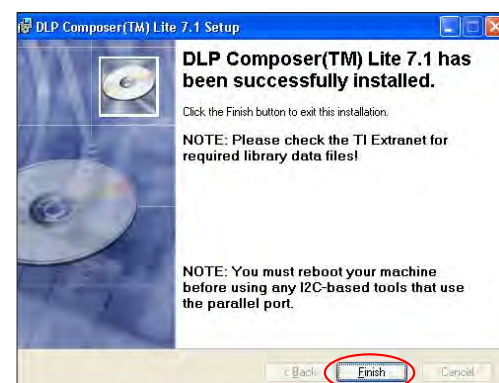 DLP Composer(TM) Lite 7.1 Setup
DLP Composer(TM) Lite 7.1 has
been successfully installed.
Click the Finish button to exit this installation.
NOTE: Please check the TI Extranet for
required library data files!
NOTE: You must reboot your machine
before using any I2C-based tools that use
the parallel port.
< Back Finish Cancel